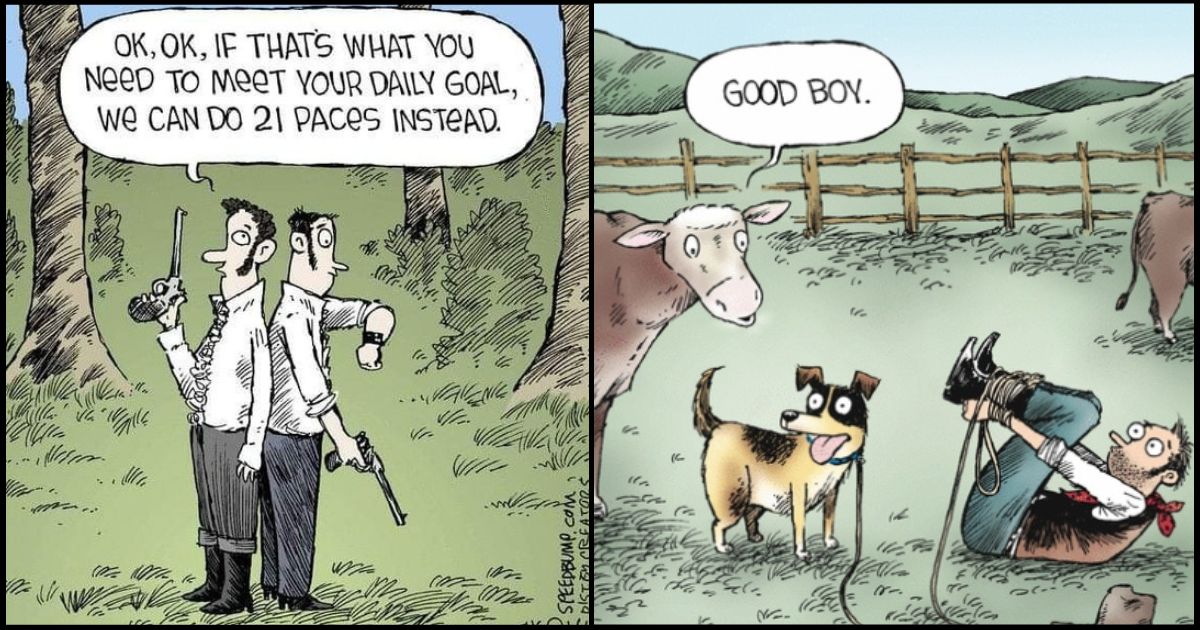 OK, OK, IF THAT'S WHAT YOU
NEED TO MEET YOUR DAILY GOAL,
WE CAN DO 21 PACES INSTEAD.
GOOD BOY.
SPEEDBUMP.COM